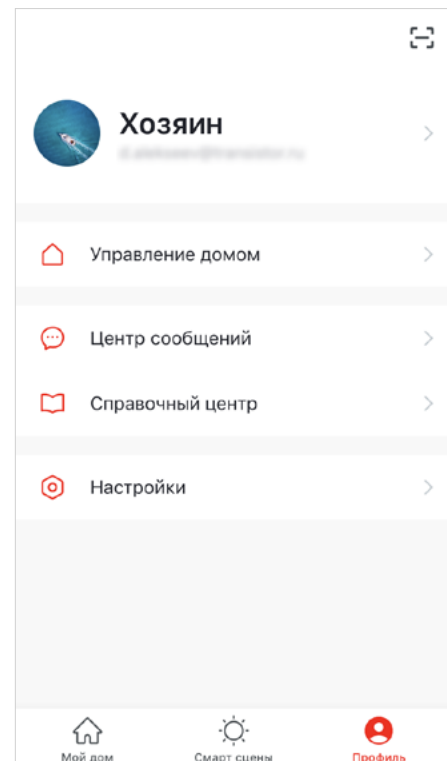 Хозяин
Управление домом
Центр сообщений
Справочный центр
Настройки
Мой дом
Смарт сцены
Профиль